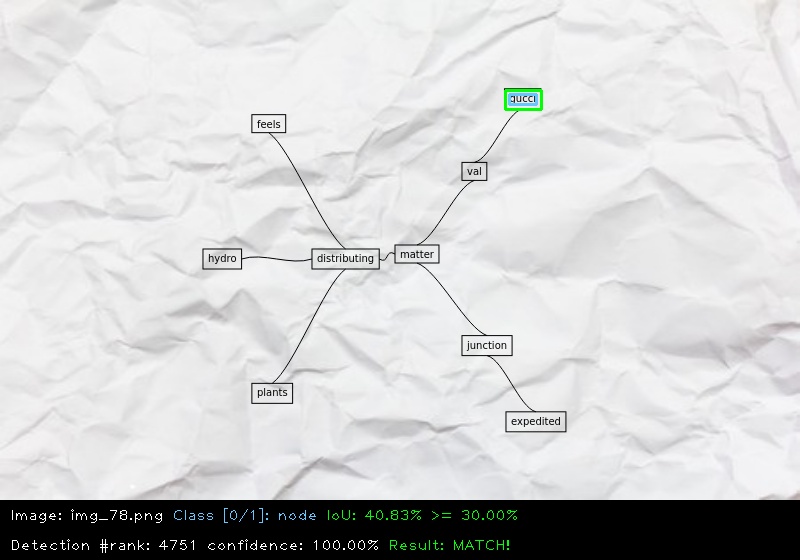 gucci
feels
val
matter
hydro
distributing
junction
plants
expedited
Image: img_78.png Class [0/1]: node IoU: 40.83% >= 30.00%
Detection #rank: 4751 confidence: 100.00% Result: MATCH!